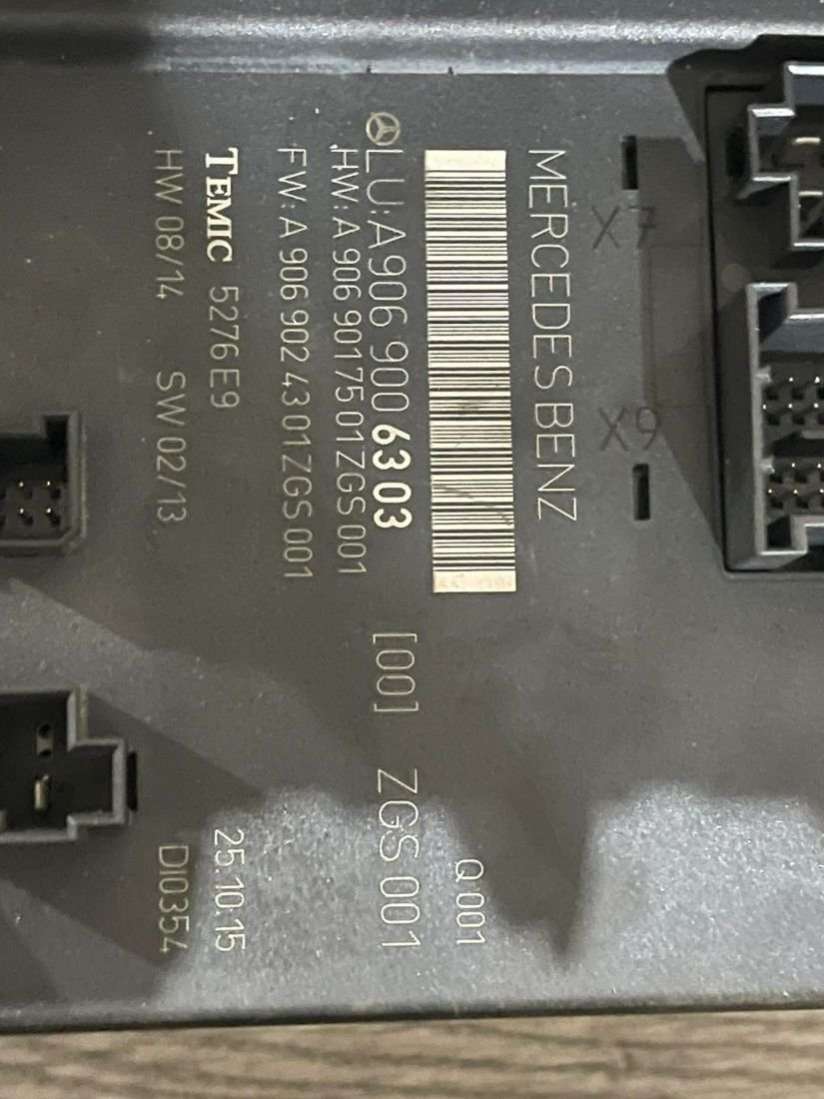 X7
X9
MERCEDES BENZ
Q 001
LU: A 906 900 63 03 [00] ZGS 001
HW: A 906 901 75 01 ZGS 001
FW: A 906 902 43 01 ZGS 001
TEMIC 5276 E9 25.10.15
HW 08/14 SW 02/13 DI0354